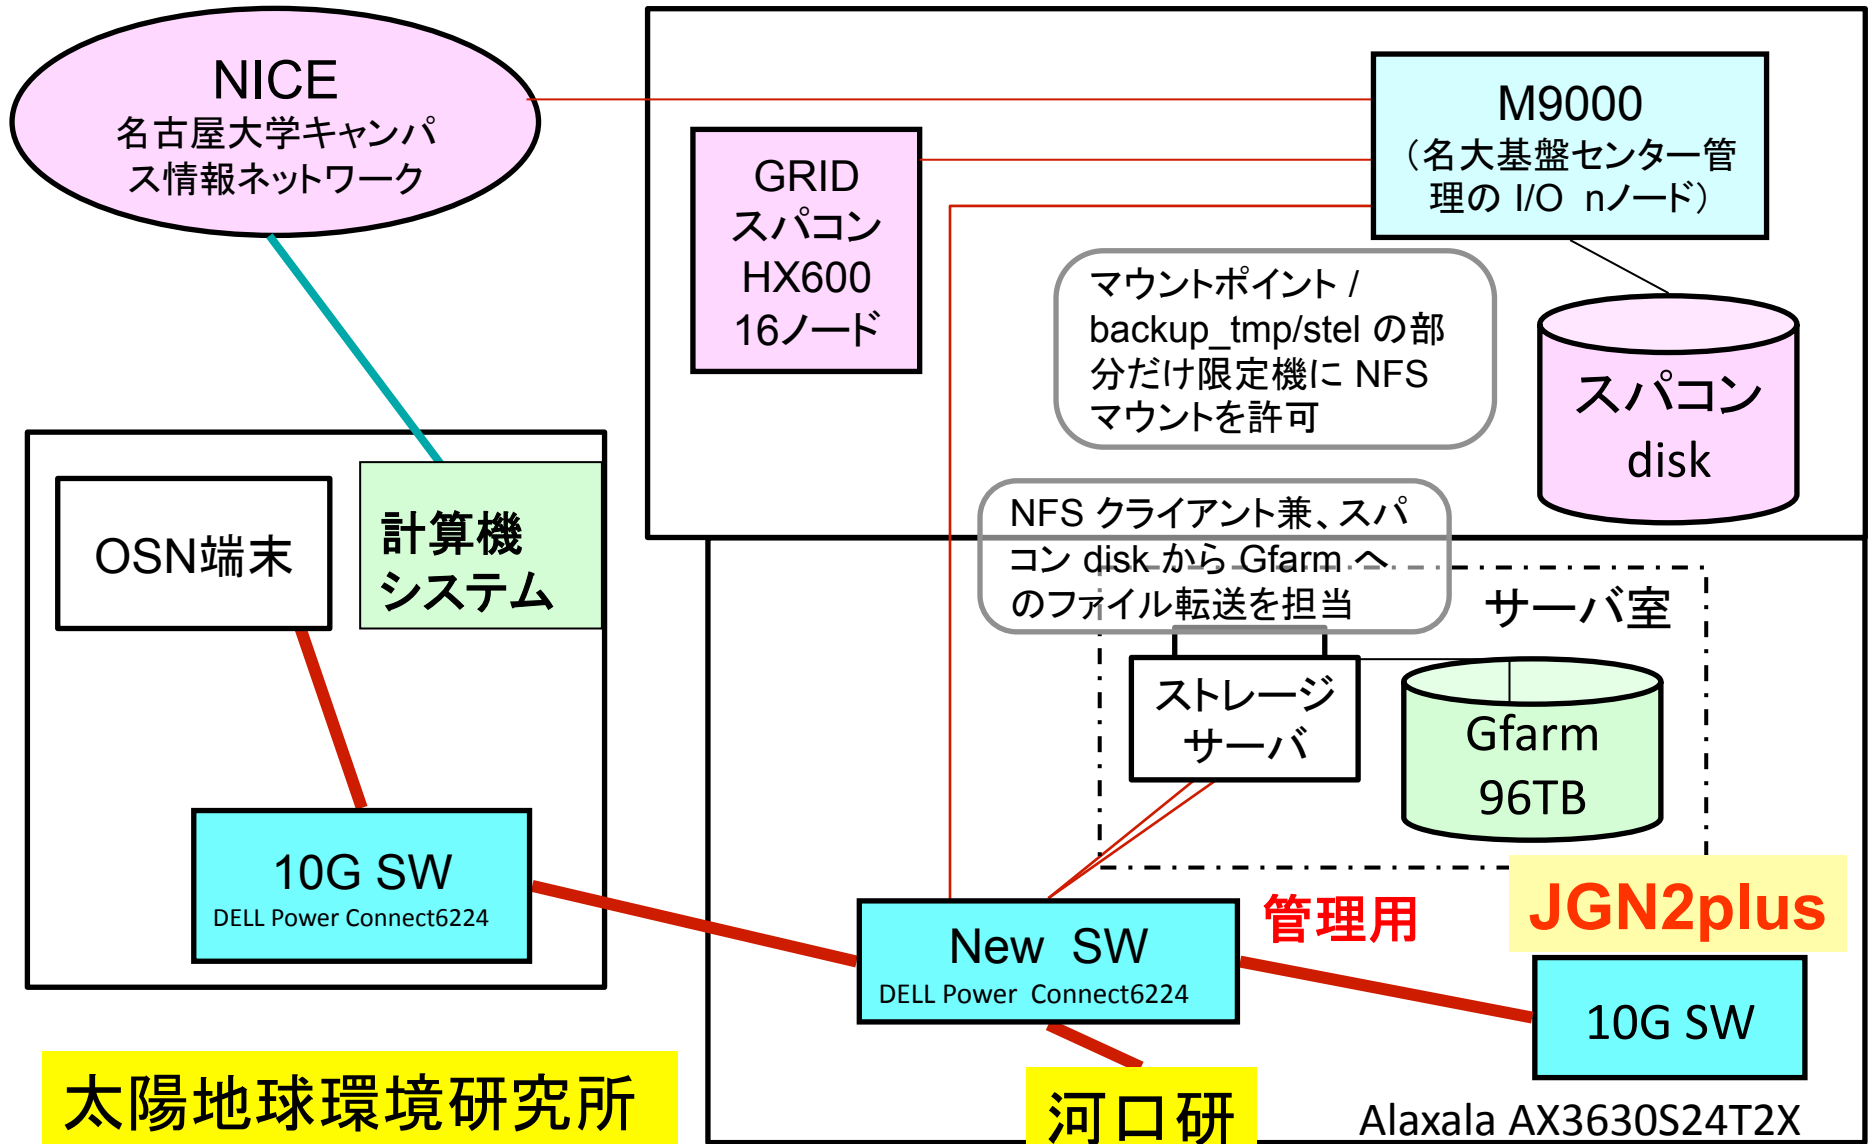 NICE
名古屋大学キャンパ
ス情報ネットワーク
M9000
（名大基盤センター管
理の I/O nノード）
GRID
スパコン
HX600
16ノード
マウントポイント /
backup_tmp/stel の部
分だけ限定機に NFS
マウントを許可
スパコン
disk
OSN端末
計算機
システム
NFS クライアント兼、スパ
コン disk から Gfarm へ
のファイル転送を担当
サーバ室
ストレージ
サーバ
Gfarm
96TB
10G SW
DELL Power Connect6224
New SW
DELL Power Connect6224
管理用
JGN2plus
10G SW
太陽地球環境研究所
河口研
Alaxala AX3630S24T2X